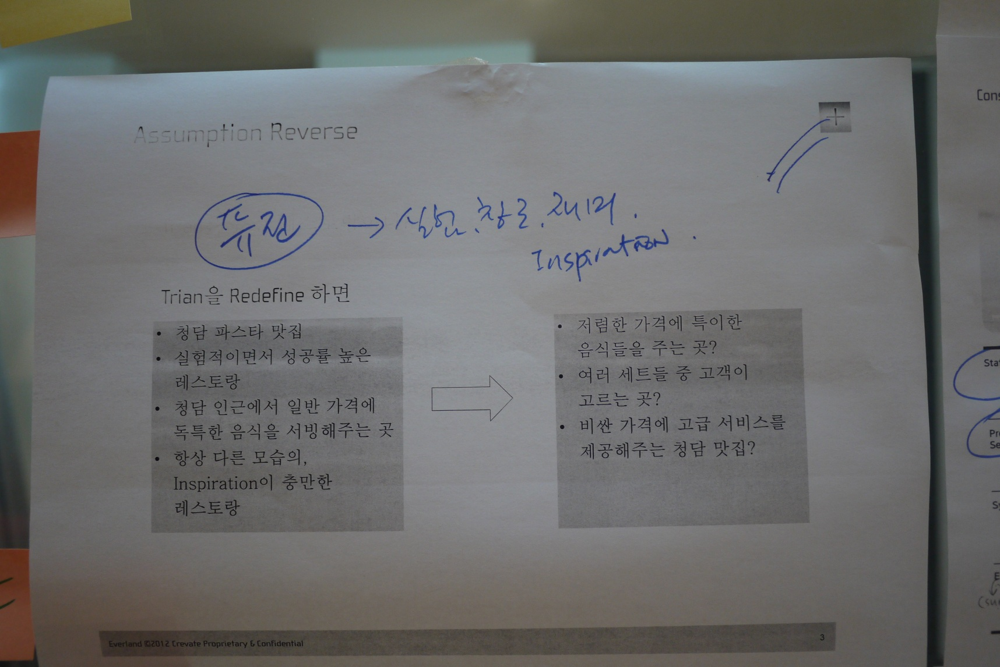 Assumption Reverse
퓨전 → 실험, 창조, 재미.
Inspiration.
Trian을 Redefine 하면
• 청담 파스타 맛집
• 실험적이면서 성공률 높은
레스토랑
• 청담 인근에서 일반 가격에
독특한 음식을 서빙해주는 곳
• 항상 다른 모습의,
Inspiration이 충만한
레스토랑
• 저렴한 가격에 특이한
음식들을 주는 곳?
• 여러 세트들 중 고객이
고르는 곳?
• 비싼 가격에 고급 서비스를
제공해주는 청담 맛집?
Everland ©2012 Crevate Proprietary & Confidential
3
Cons
Stat
Pr
Se
Sy
E
(su